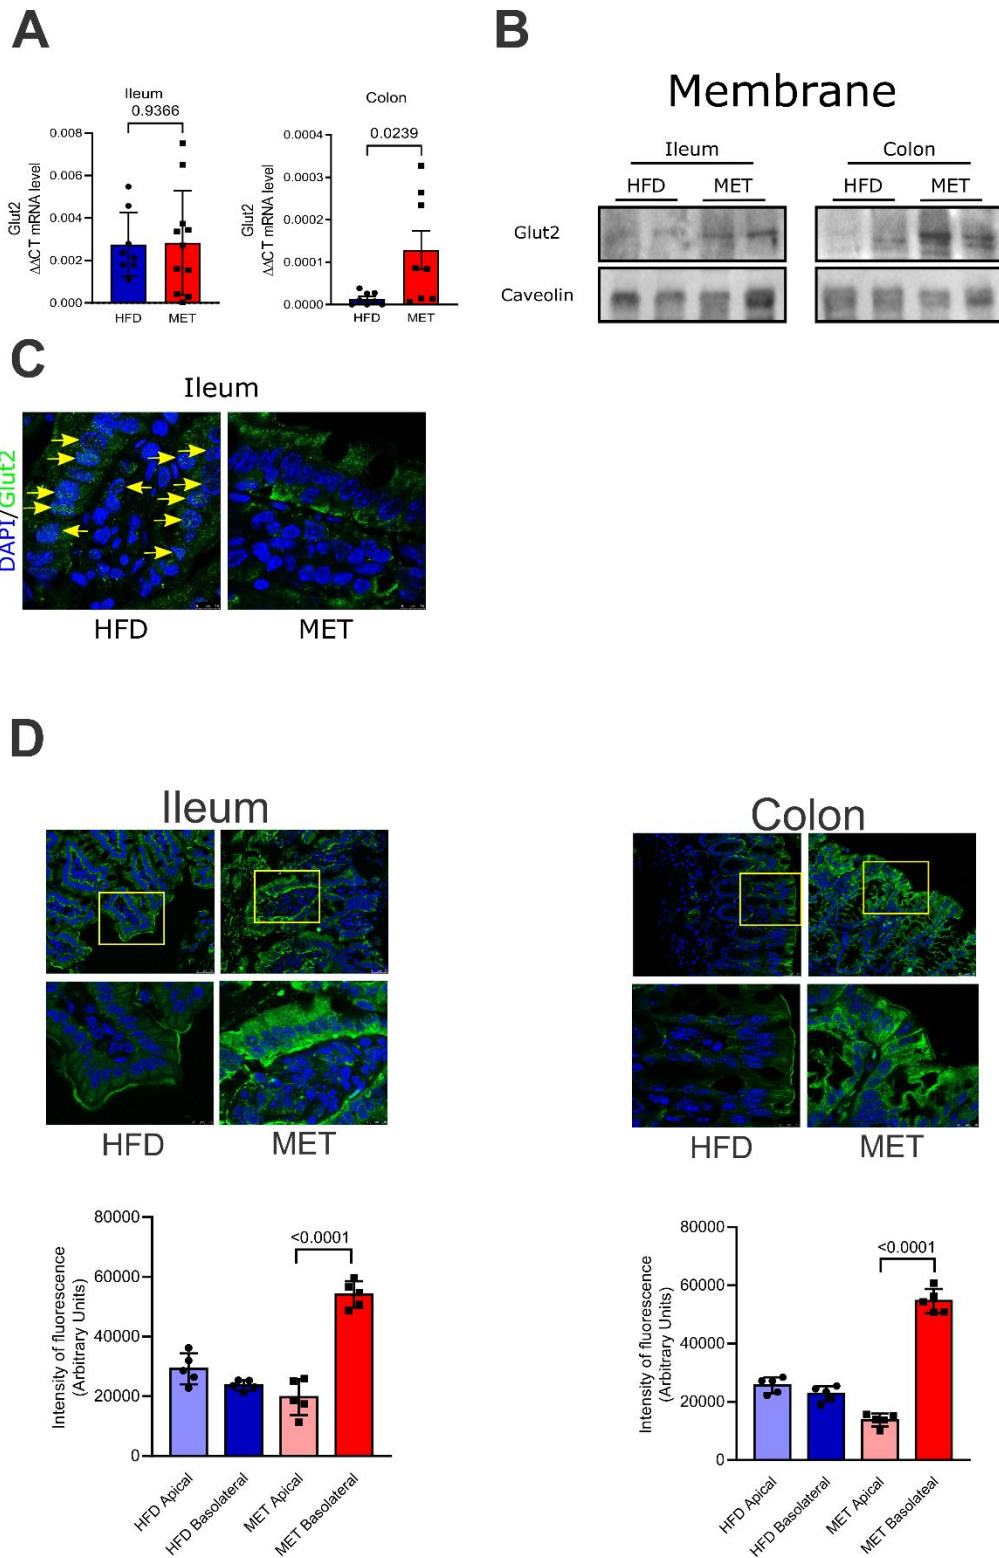 A
Ileum
0.9366
0.008
0.006
0.004
0.002
0.000
Glut2
ΔΔCT mRNA level
HFD
MET
Colon
0.0239
0.0004
0.0003
0.0002
0.0001
0.0000
Glut2
ΔΔCT mRNA level
HFD
MET
B
Membrane
Ileum
Colon
HFD
MET
HFD
MET
Glut2
Caveolin
C
Ileum
DAPI/Glut2
HFD
MET
D
Ileum
HFD
MET
Colon
HFD
MET
80000
60000
40000
20000
0
Intensity of fluorescence
(Arbitrary Units)
<0.0001
HFD Apical
HFD Basolateral
MET Apical
MET Basolateral
80000
60000
40000
20000
0
Intensity of fluorescence
(Arbitrary Units)
<0.0001
HFD Apical
HFD Basolateral
MET Apical
MET Basolateal